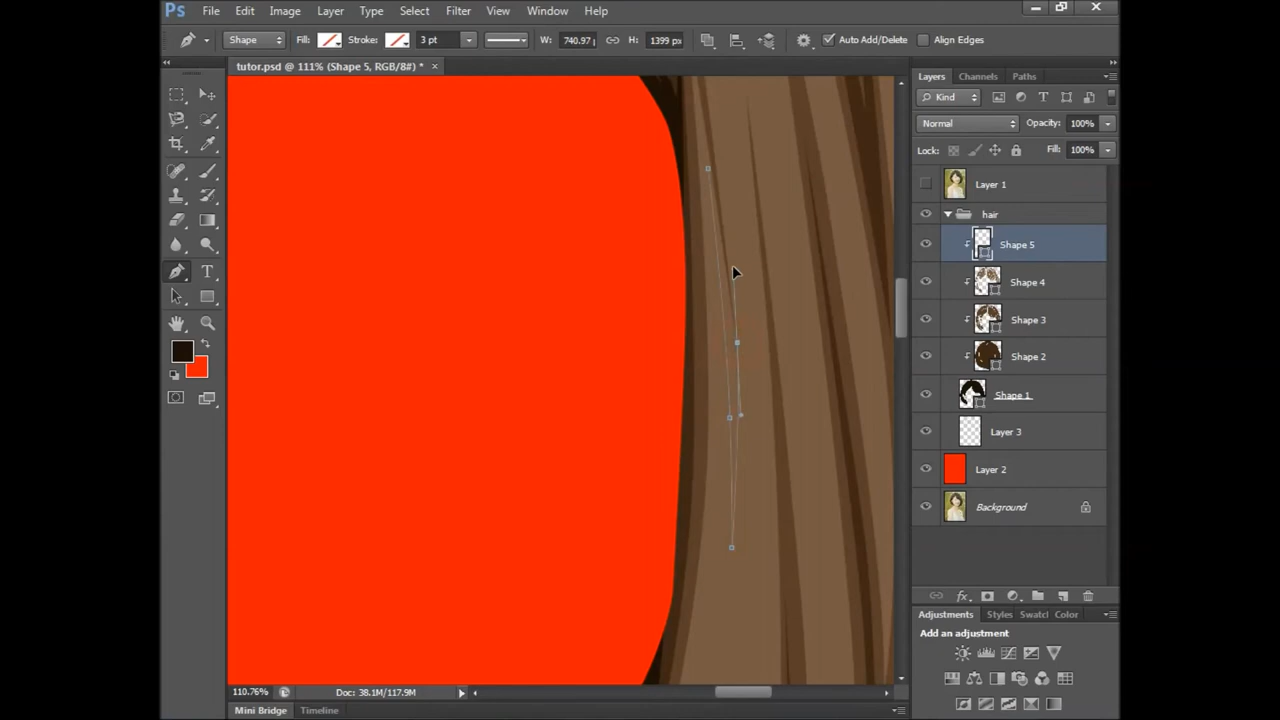 Ps File Edit Image Layer Type Select Filter View Window Help
Shape Fill: Stroke: 3 pt W: 740.97 H: 1399 px Auto Add/Delete Align Edges
tutor.psd @ 111% (Shape 5, RGB/8#) * ×
Layers Channels Paths
Kind T
Normal Opacity: 100%
Lock: Fill: 100%
Layer 1
hair
Shape 5
Shape 4
Shape 3
Shape 2
Shape 1
Layer 3
Layer 2
Background
fx
Adjustments Styles Swatcl Color
Add an adjustment
110.76% Doc: 38.1M/117.9M
Mini Bridge Timeline